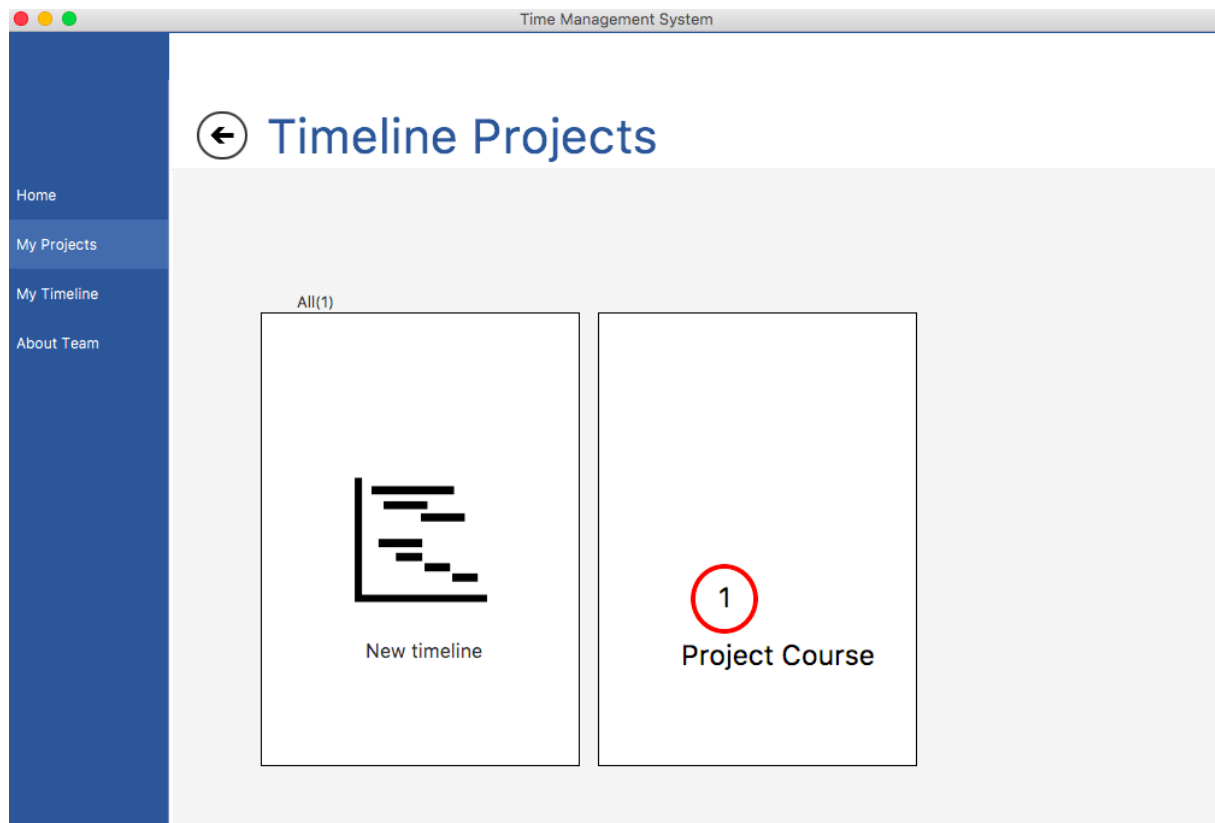 Time Management System
Timeline Projects
Home
My Projects
My Timeline
About Team
All(1)
New timeline
1
Project Course